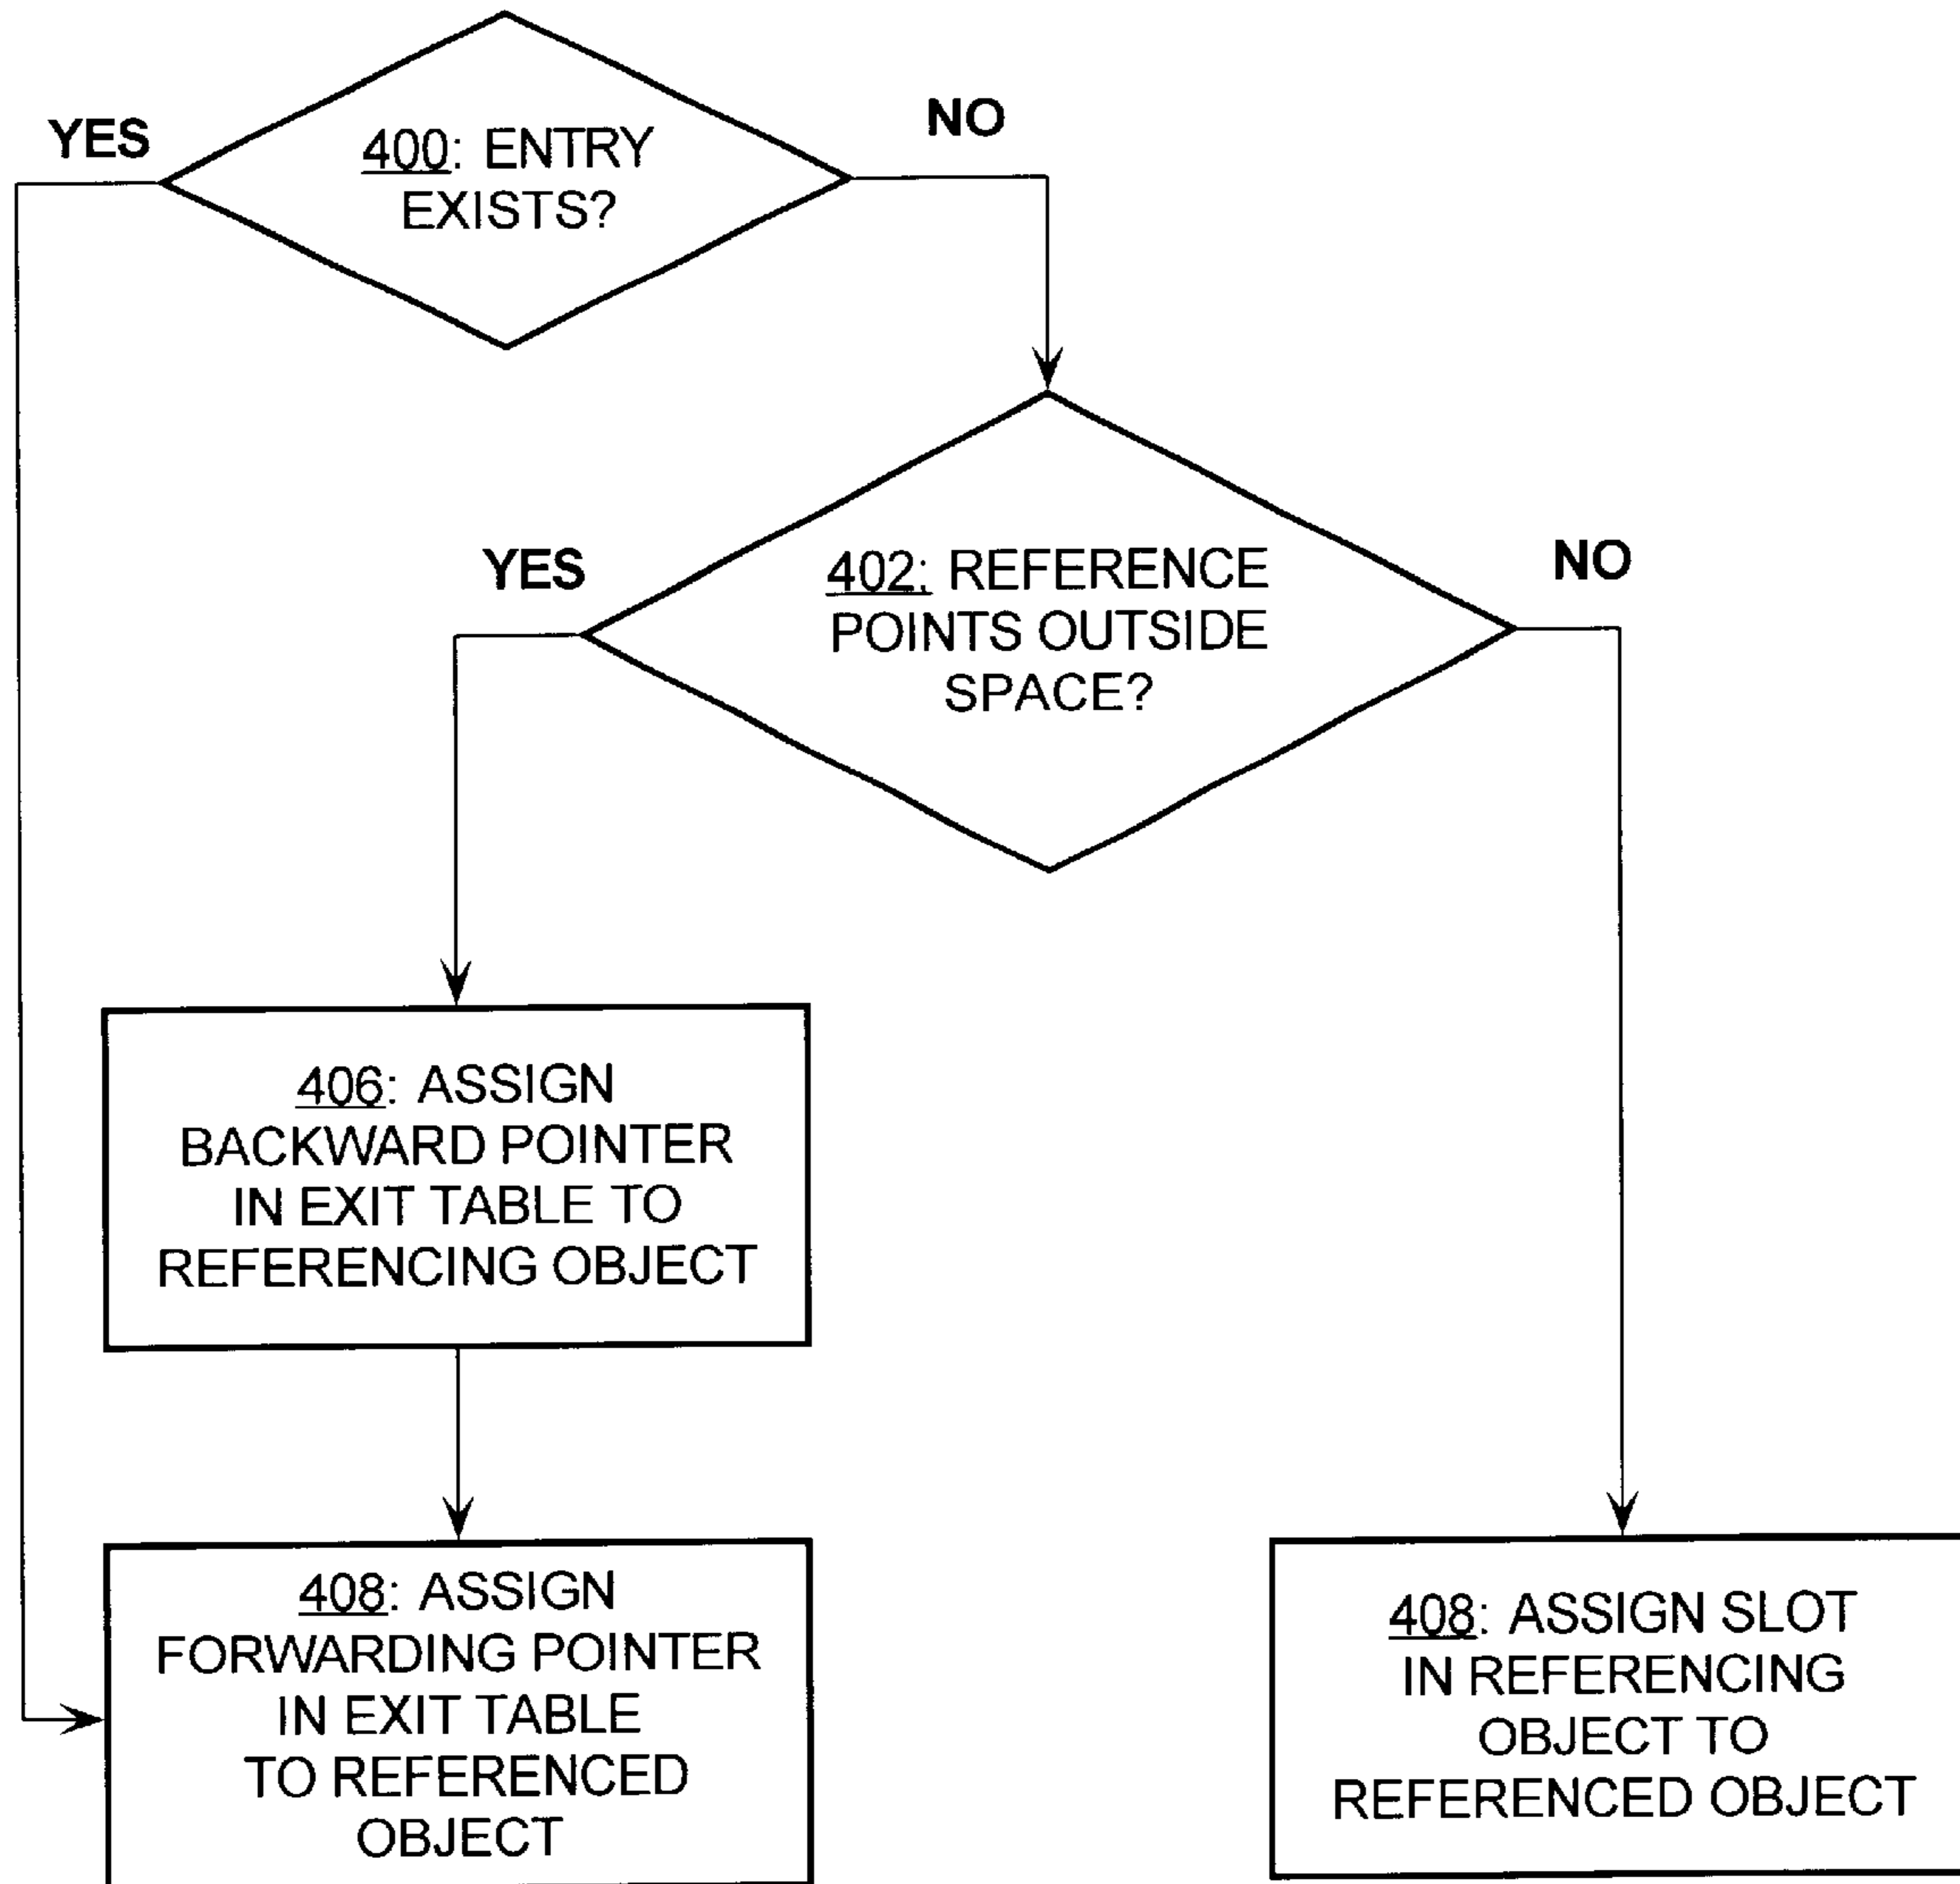 YES
400: ENTRY
EXISTS?
NO
YES
402: REFERENCE
POINTS OUTSIDE
SPACE?
NO
406: ASSIGN
BACKWARD POINTER
IN EXIT TABLE TO
REFERENCING OBJECT
408: ASSIGN
FORWARDING POINTER
IN EXIT TABLE
TO REFERENCED
OBJECT
408: ASSIGN SLOT
IN REFERENCING
OBJECT TO
REFERENCED OBJECT